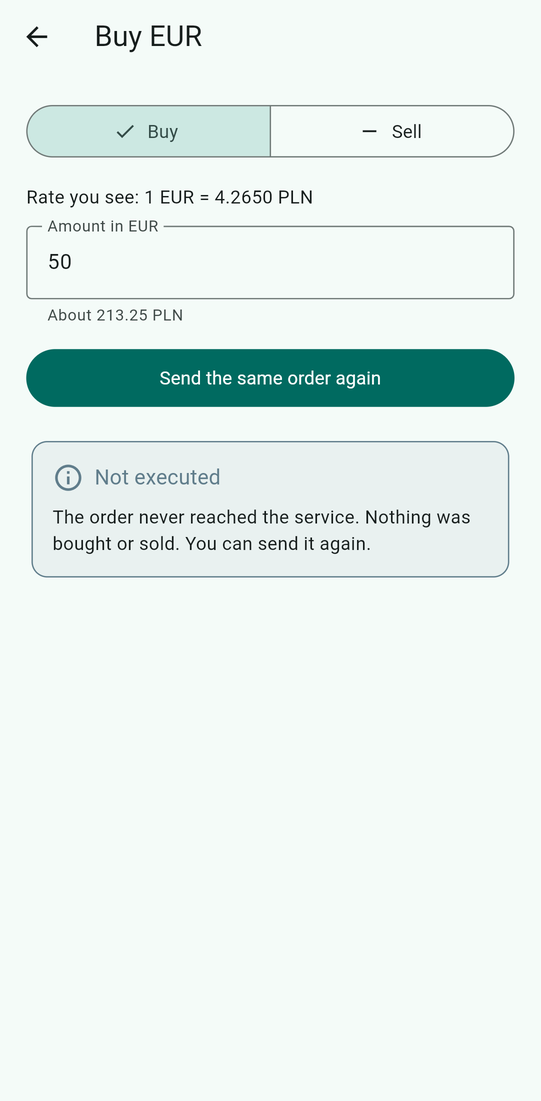 Buy EUR
Buy
Sell
Rate you see: 1 EUR = 4.2650 PLN
Amount in EUR
50
About 213.25 PLN
Send the same order again
Not executed
The order never reached the service. Nothing was
bought or sold. You can send it again.